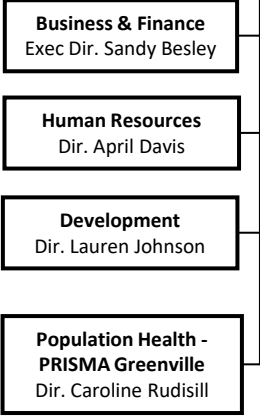 Business & Finance
Exec Dir. Sandy Besley
Human Resources
Dir. April Davis
Development
Dir. Lauren Johnson
Population Health -
PRISMA Greenville
Dir. Caroline Rudisill